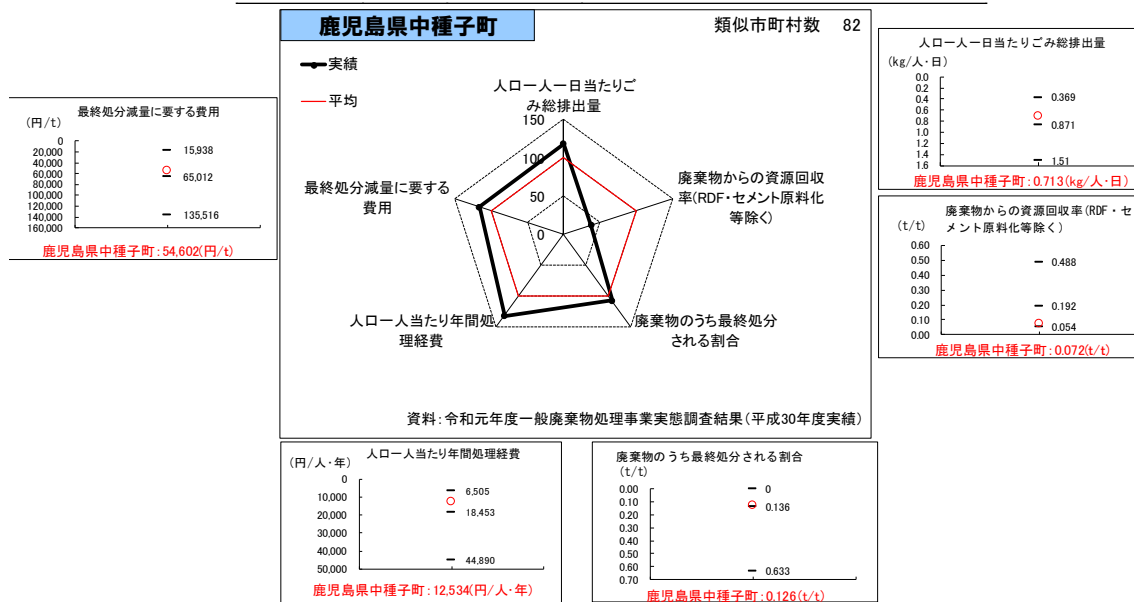 鹿児島県中種子町
類似市町村数 82
実績
平均
人口一人一日当たりご
み総排出量
廃棄物からの資源回収
率(RDF・セメント原料化
等除く)
廃棄物のうち最終処分
される割合
人口一人当たり年間処
理経費
最終処分減量に要する
費用
150
100
50
0
資料:令和元年度一般廃棄物処理事業実態調査結果(平成30年度実績)
最終処分減量に要する費用
(円/t)
0
20,000
40,000
60,000
80,000
100,000
120,000
140,000
160,000
15,938
65,012
135,516
鹿児島県中種子町:54,602(円/t)
人口一人一日当たりごみ総排出量
(kg/人・日)
0.0
0.2
0.4
0.6
0.8
1.0
1.2
1.4
1.6
0.369
0.871
1.51
鹿児島県中種子町:0.713(kg/人・日)
廃棄物からの資源回収率(RDF・セ
メント原料化等除く)
(t/t)
0.60
0.50
0.40
0.30
0.20
0.10
0.00
0.488
0.192
0.054
鹿児島県中種子町:0.072(t/t)
人口一人当たり年間処理経費
(円/人・年)
0
10,000
20,000
30,000
40,000
50,000
6,505
18,453
44,890
鹿児島県中種子町:12,534(円/人・年)
廃棄物のうち最終処分される割合
(t/t)
0.00
0.10
0.20
0.30
0.40
0.50
0.60
0.70
0
0.136
0.633
鹿児島県中種子町:0.126(t/t)